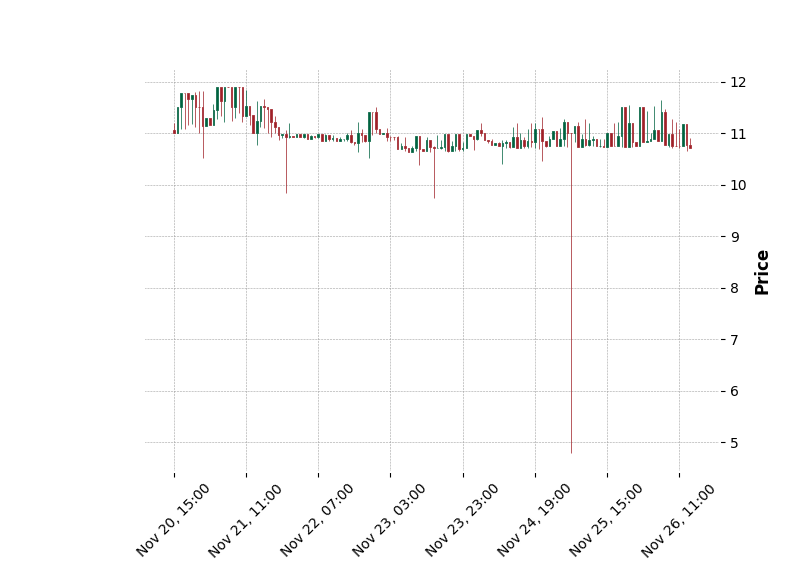 12
11
10
9
8
7
6
5
Price
Nov 20, 15:00
Nov 21, 11:00
Nov 22, 07:00
Nov 23, 03:00
Nov 23, 23:00
Nov 24, 19:00
Nov 25, 15:00
Nov 26, 11:00